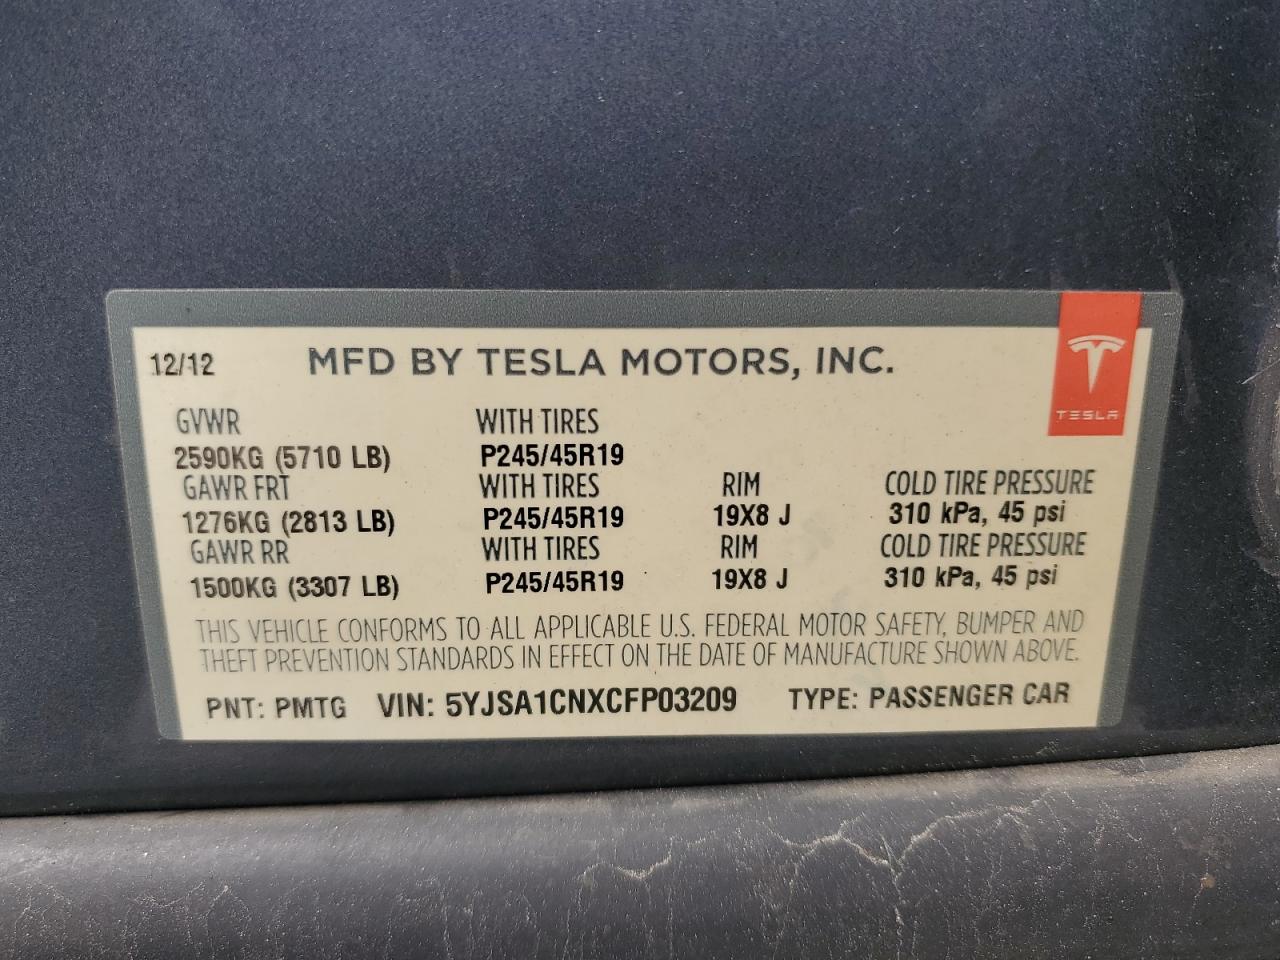 12/12 MFD BY TESLA MOTORS, INC.
TESLA
GVWR WITH TIRES
2590KG (5710 LB) P245/45R19
GAWR FRT WITH TIRES RIM COLD TIRE PRESSURE
1276KG (2813 LB) P245/45R19 19X8 J 310 kPa, 45 psi
GAWR RR WITH TIRES RIM COLD TIRE PRESSURE
1500KG (3307 LB) P245/45R19 19X8 J 310 kPa, 45 psi
THIS VEHICLE CONFORMS TO ALL APPLICABLE U.S. FEDERAL MOTOR SAFETY, BUMPER AND
THEFT PREVENTION STANDARDS IN EFFECT ON THE DATE OF MANUFACTURE SHOWN ABOVE.
PNT: PMTG VIN: 5YJSA1CNXCFP03209 TYPE: PASSENGER CAR